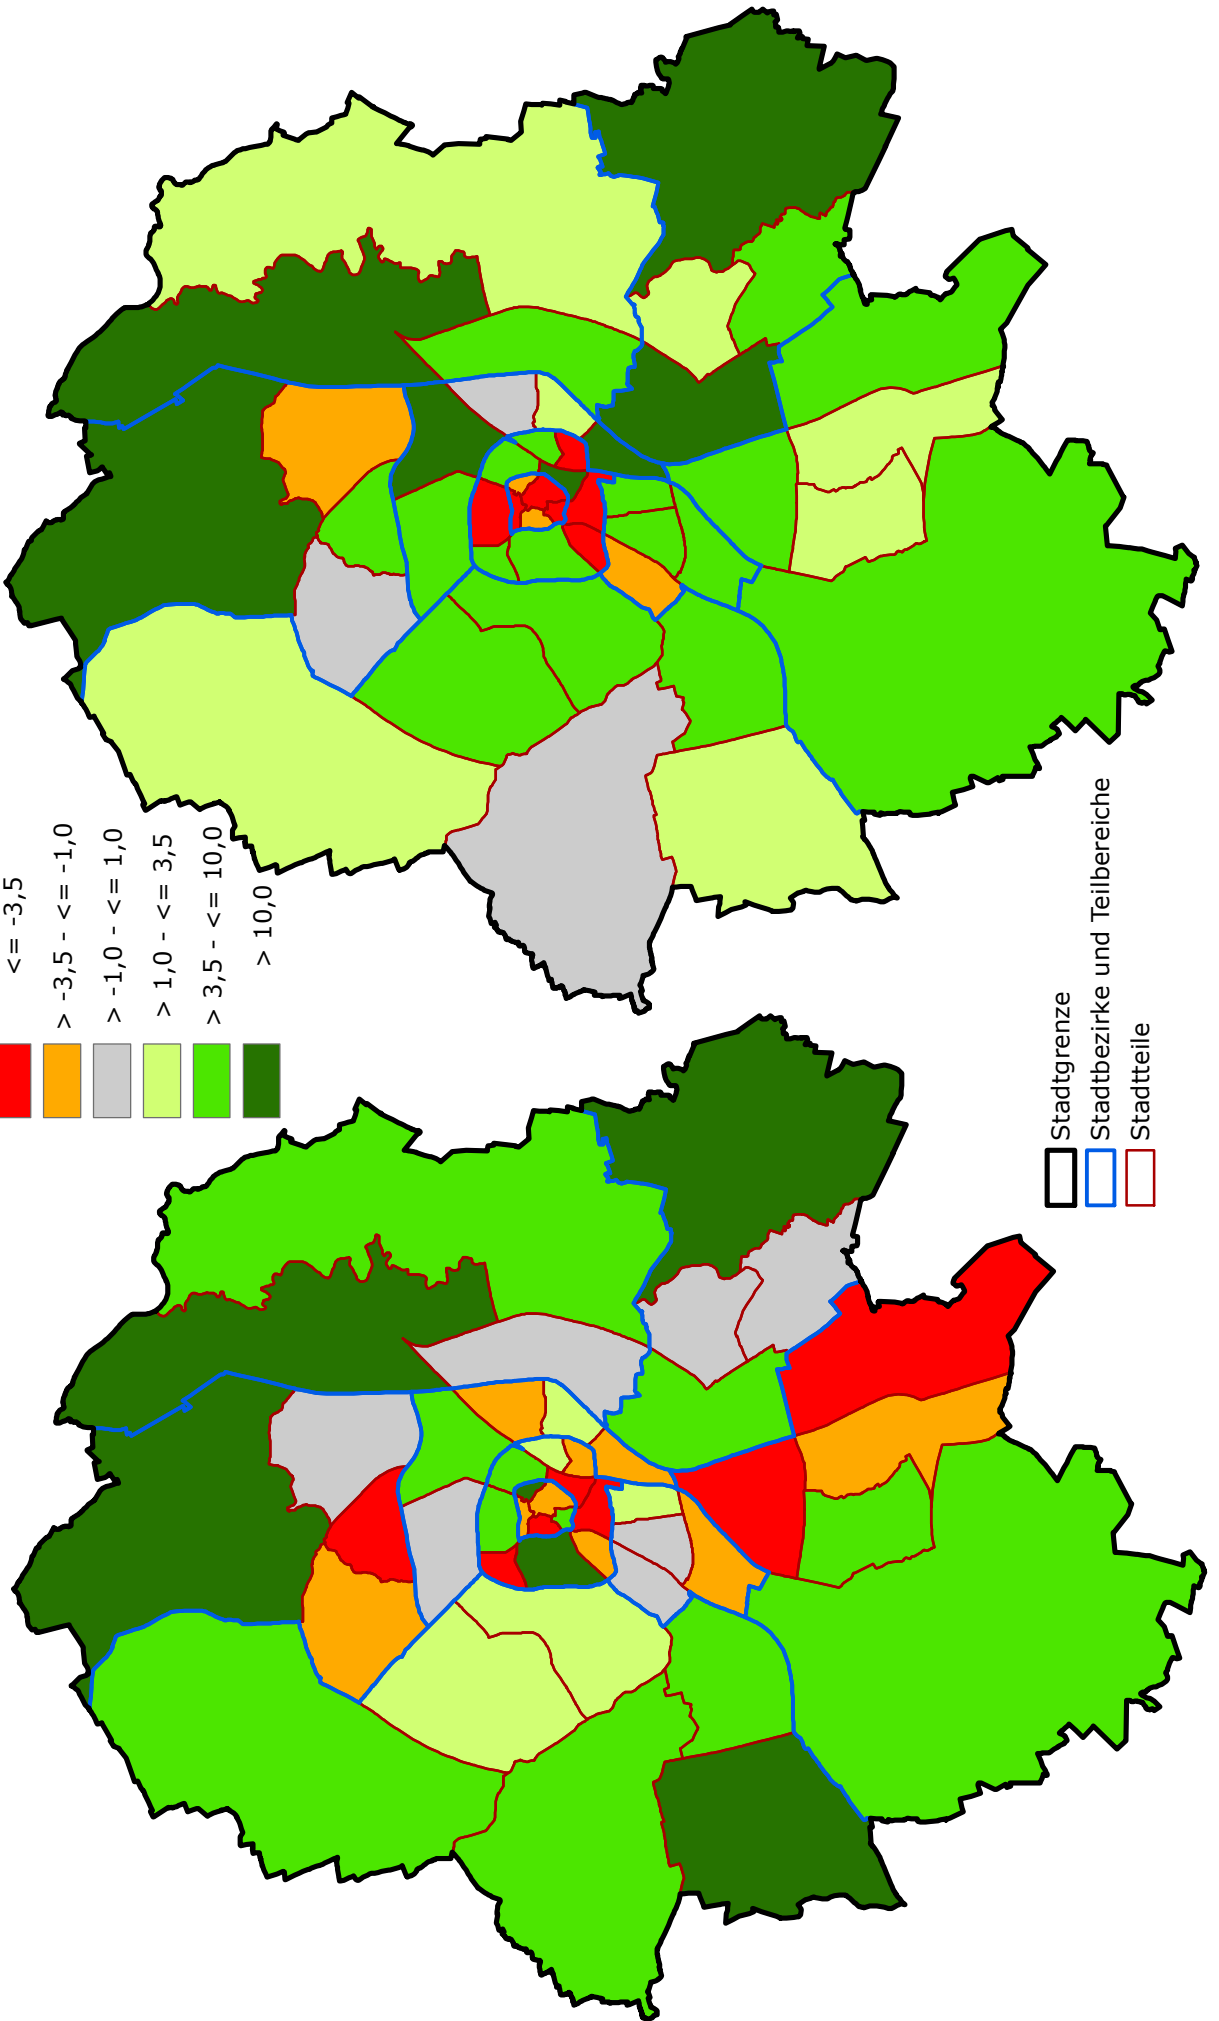 <= -3,5
> -3,5 - <= -1,0
> -1,0 - <= 1,0
> 1,0 - <= 3,5
> 3,5 - <= 10,0
> 10,0
Stadtgrenze
Stadtbezirke und Teilbereiche
Stadtteile